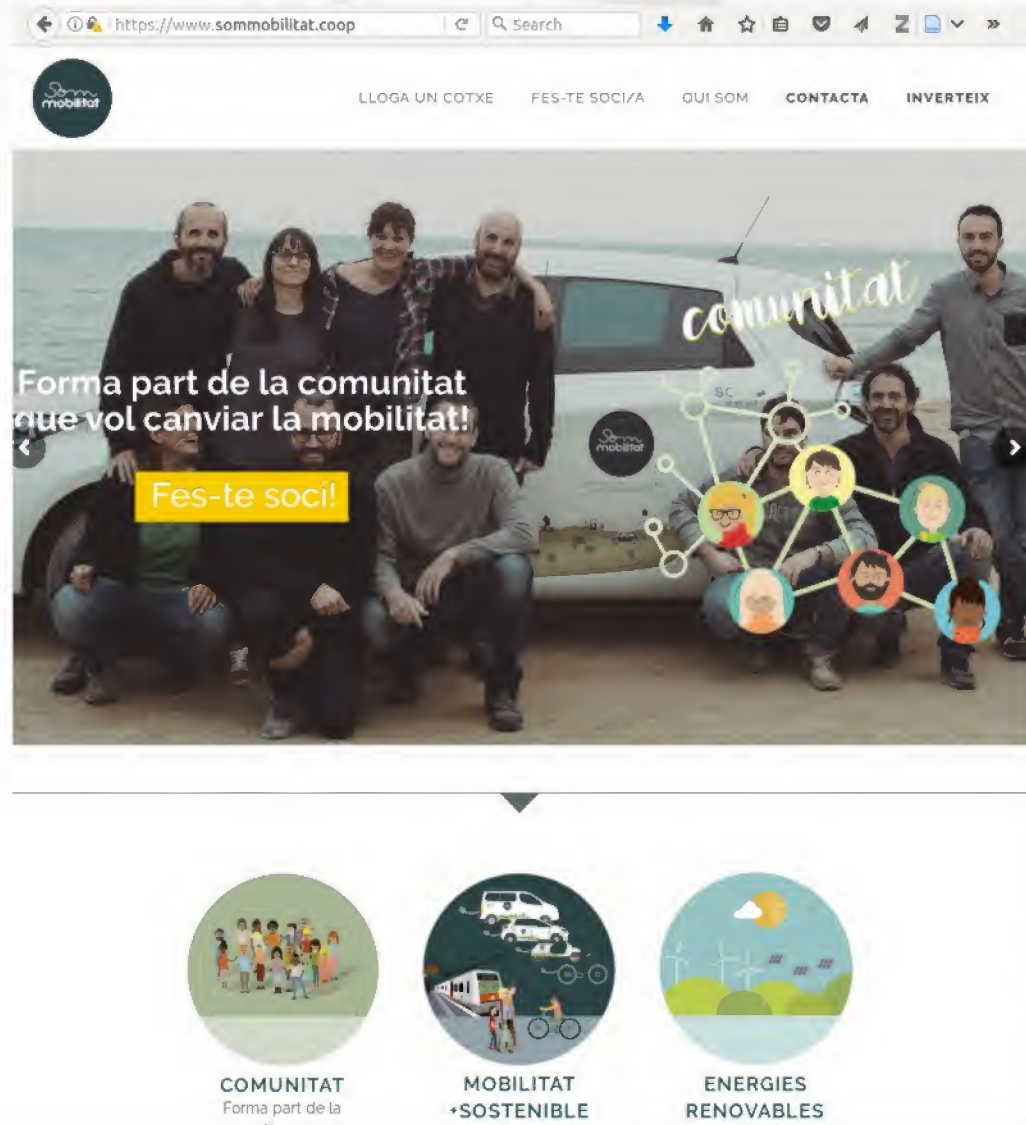 https://www.sommobilitat.coop
Search
Som
mobilitat
LLOGA UN COTXE
FES-TE SOCI/A
QUI SOM
CONTACTA
INVERTEIX
comunitat
Forma part de la comunitat
que vol canviar la mobilitat!
Som
mobilitat
Fes-te soci!
COMUNITAT
Forma part de la
MOBILITAT
+SOSTENIBLE
ENERGIES
RENOVABLES